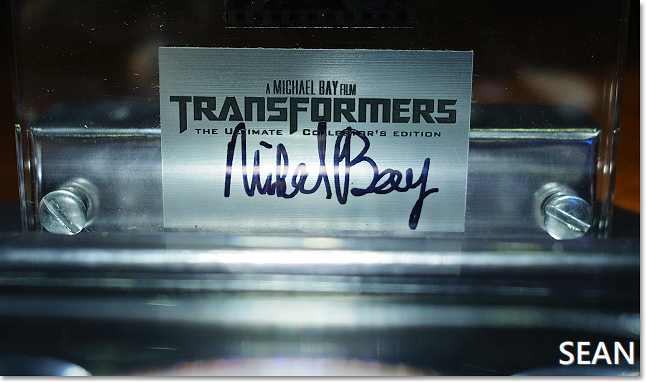 A MICHAEL BAY FILM
TRANSFORMERS
THE ULTIMATE COLLECTOR'S EDITION
Michael Bay
SEAN